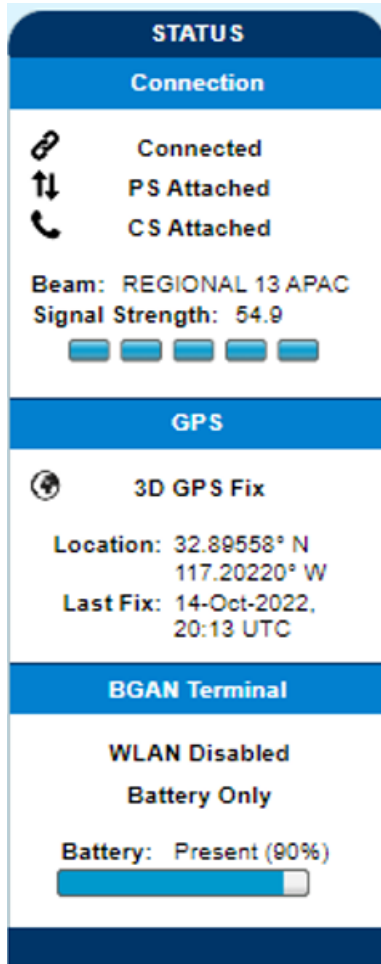 STATUS
Connection
Connected
PS Attached
CS Attached
Beam: REGIONAL 13 APAC
Signal Strength: 54.9
GPS
3D GPS Fix
Location: 32.89558° N
117.20220° W
Last Fix: 14-Oct-2022,
20:13 UTC
BGAN Terminal
WLAN Disabled
Battery Only
Battery: Present (90%)